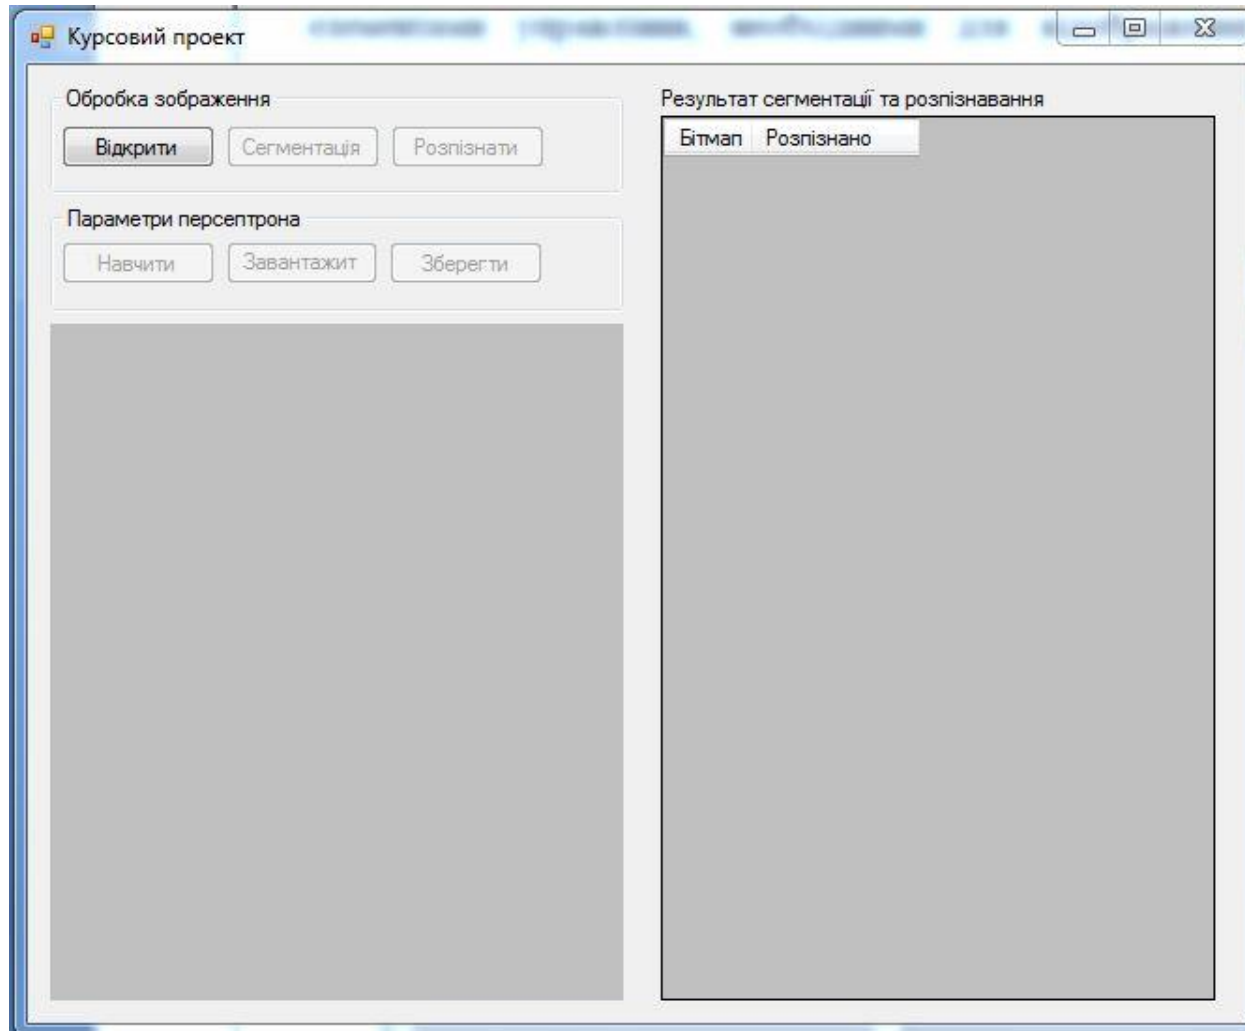 Курсовий проект
Обробка зображення
Відкрити Сегментація Розпізнати
Параметри персептрона
Навчити Завантажит Зберегти
Результат сегментації та розпізнавання
Бітмап Розпізнано